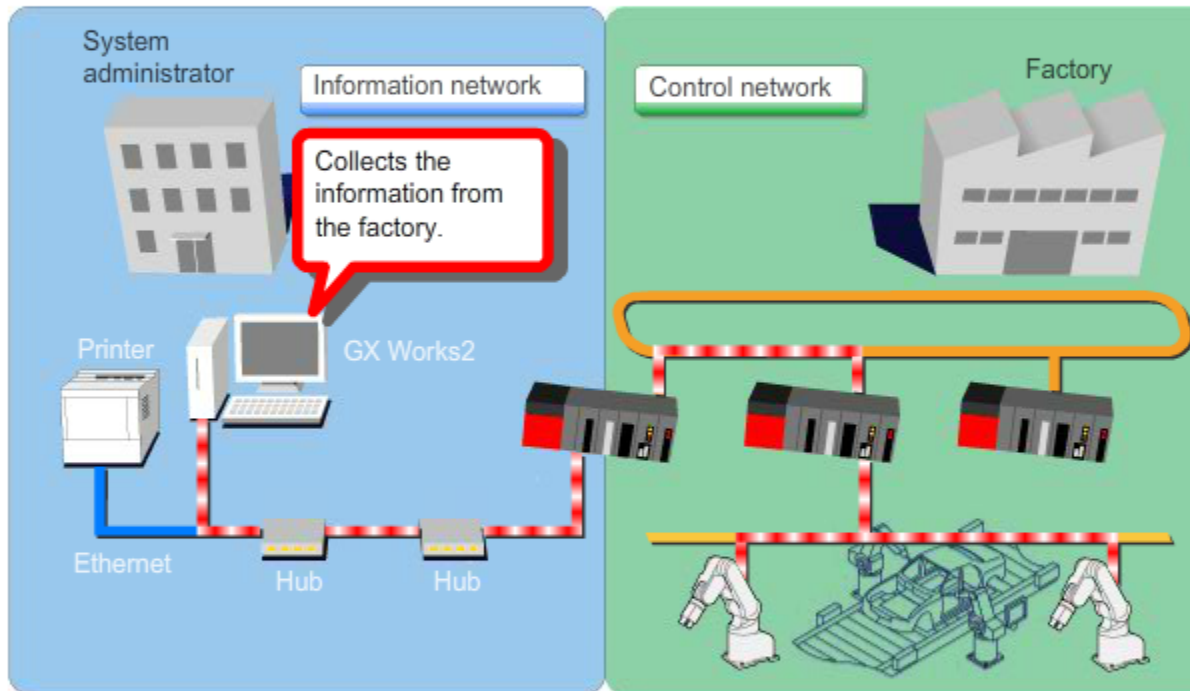 System
administrator
Information network
Control network
Factory
Collects the
information from
the factory.
Printer
GX Works2
Ethernet
Hub
Hub